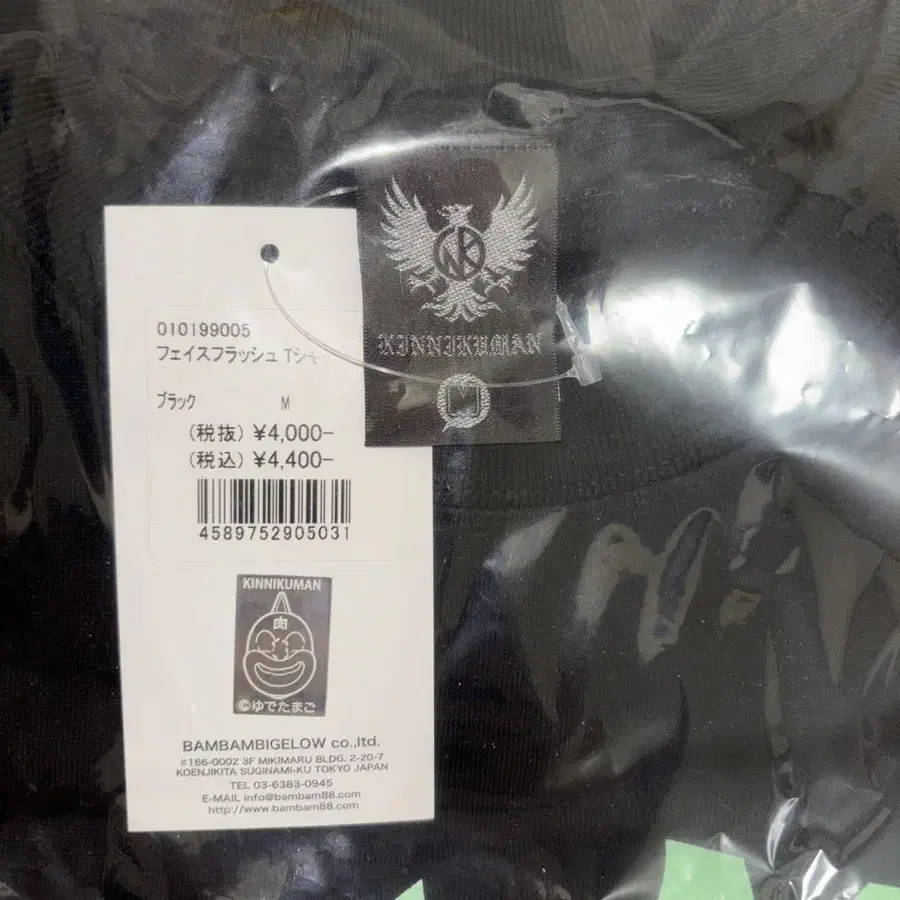 010199005
フェイスフラッシュ Tシャ
ブラック M
(税抜) ¥4,000-
(税込) ¥4,400-
4589752905031
KINNIKUMAN
肉
©ゆでたまご
BAMBAMBIGELOW co.,ltd.
#166-0002 3F MIKIMARU BLDG. 2-20-7
KOENJIKITA SUGINAMI-KU TOKYO JAPAN
TEL 03-6383-0945
E-MAIL info@bambam88.com
http://www.bambam88.com
NK
KINNIKUMAN
M